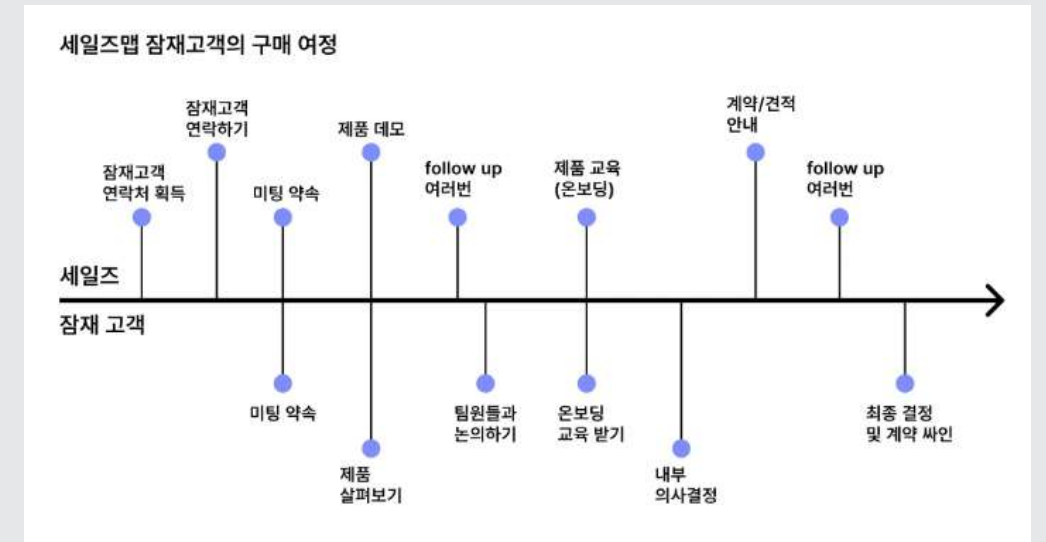 세일즈맵 잠재고객의 구매 여정
잠재고객
연락처 획득
잠재고객
연락하기
미팅 약속
제품 데모
follow up
여러번
제품 교육
(온보딩)
계약/견적
안내
follow up
여러번
세일즈
잠재 고객
미팅 약속
제품
살펴보기
팀원들과
논의하기
온보딩
교육 받기
내부
의사결정
최종 결정
및 계약 싸인